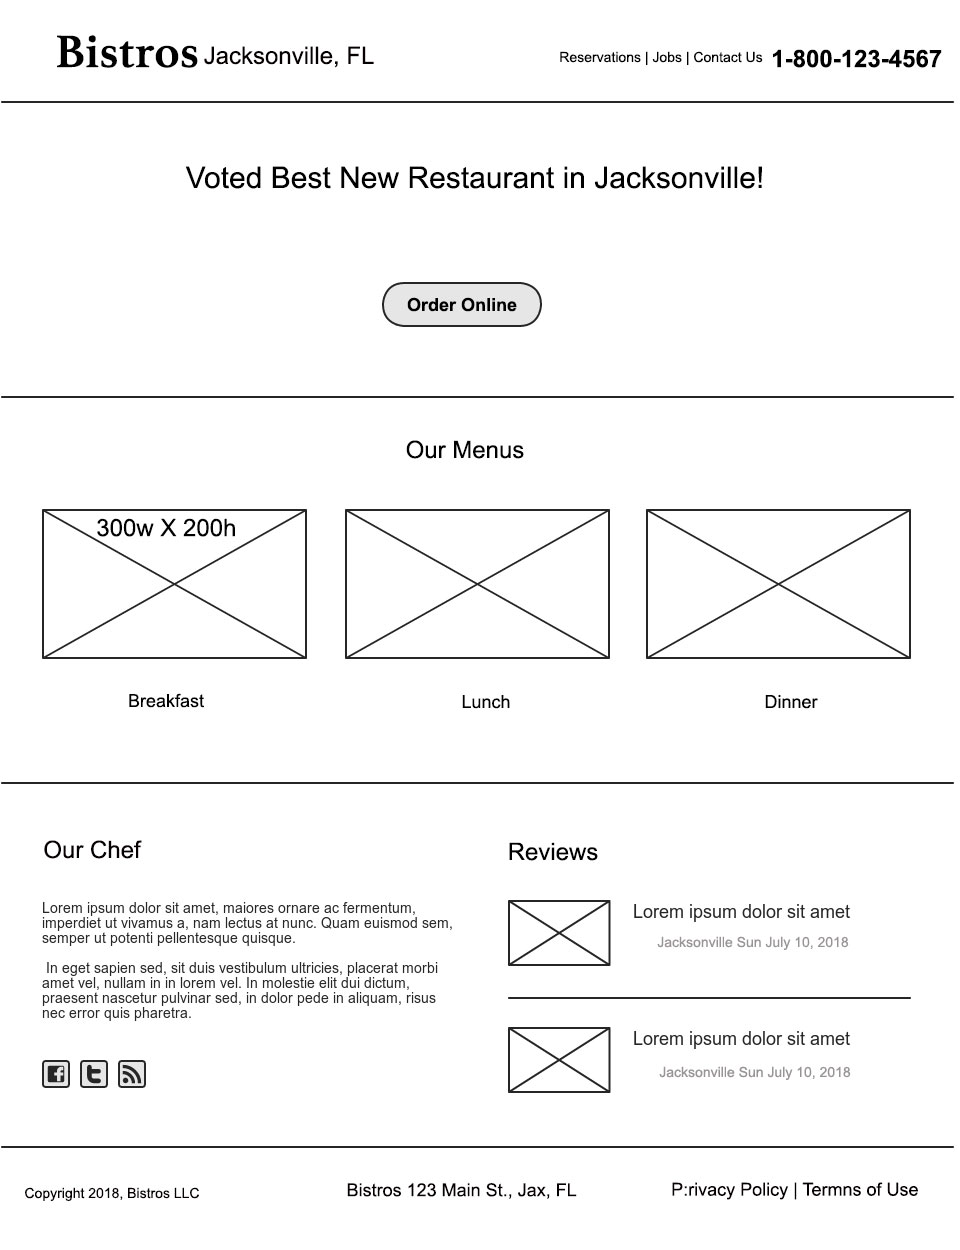 Bistros Jacksonville, FL
Reservations | Jobs | Contact Us 1-800-123-4567
Voted Best New Restaurant in Jacksonville!
Order Online
Our Menus
300w X 200h
Breakfast
Lunch
Dinner
Our Chef
Lorem ipsum dolor sit amet, maiores ornare ac fermentum,
imperdiet ut vivamus a, nam lectus at nunc. Quam euismod sem,
semper ut potenti pellentesque quisque.
In eget sapien sed, sit duis vestibulum ultricies, placerat morbi
amet vel, nullam in in lorem vel. In molestie elit dui dictum,
praesent nascetur pulvinar sed, in dolor pede in aliquam, risus
nec error quis pharetra.
Reviews
Lorem ipsum dolor sit amet
Jacksonville Sun July 10, 2018
Lorem ipsum dolor sit amet
Jacksonville Sun July 10, 2018
Copyright 2018, Bistros LLC
Bistros 123 Main St., Jax, FL
P:rivacy Policy | Termns of Use